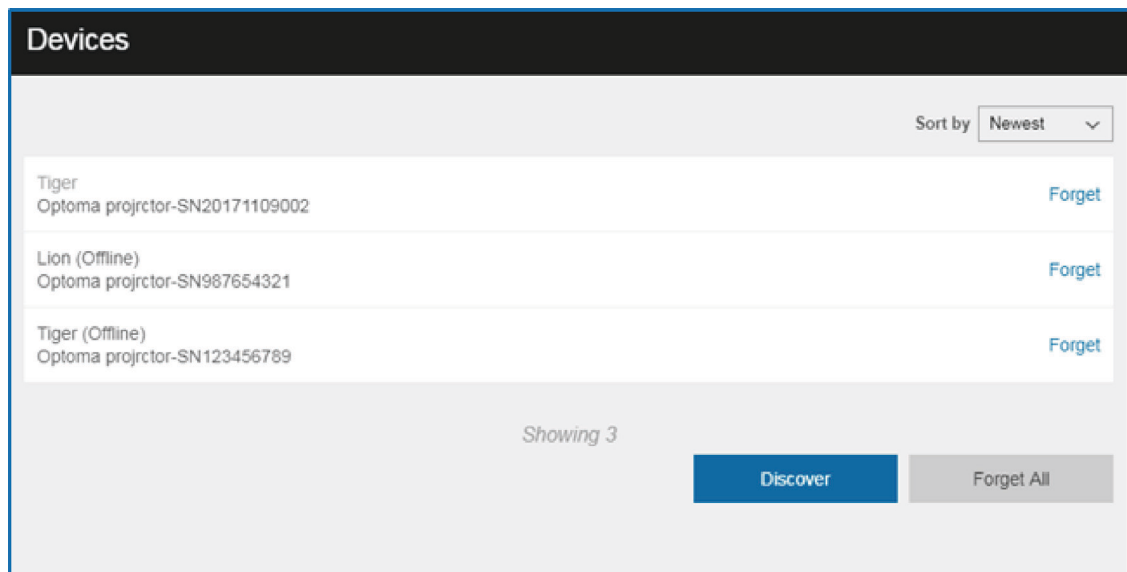 Devices
Sort by Newest
Tiger
Optoma projrctor-SN20171109002
Forget
Lion (Offline)
Optoma projrctor-SN987654321
Forget
Tiger (Offline)
Optoma projrctor-SN123456789
Forget
Showing 3
Discover
Forget All